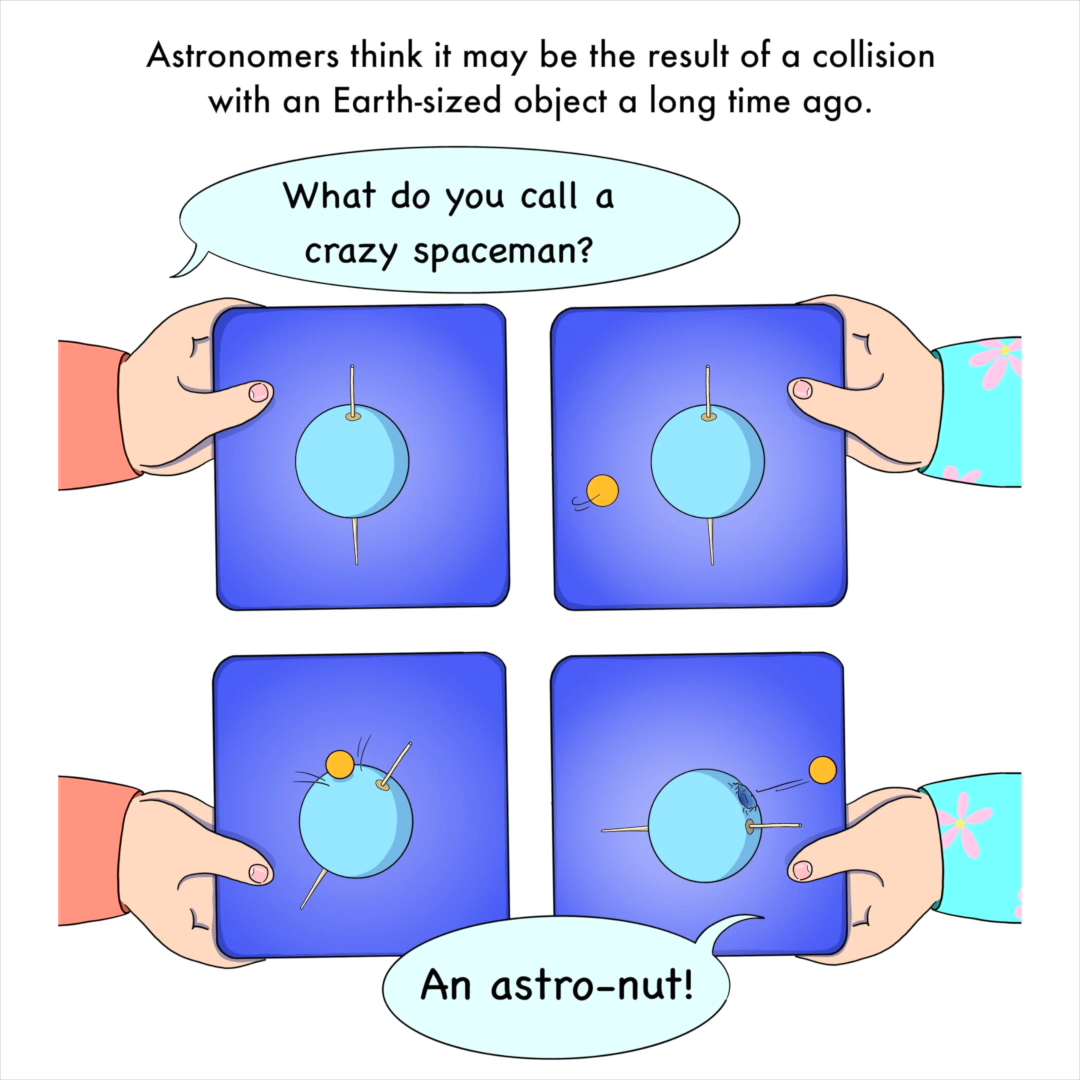 Astronomers think it may be the result of a collision
with an Earth-sized object a long time ago.
What do you call a
crazy spaceman?
An astro-nut!